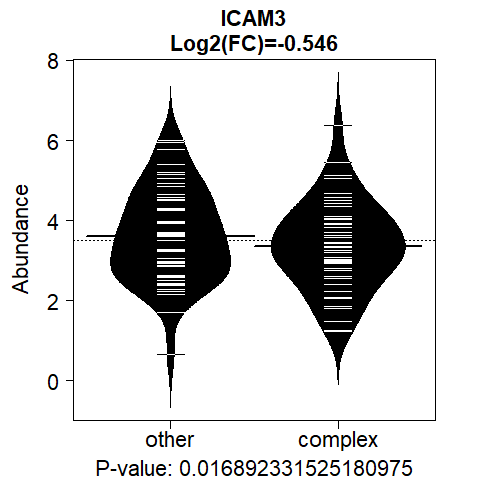 ICAM3
Log2(FC)=-0.546
Abundance
8
6
4
2
0
other complex
P-value: 0.016892331525180975